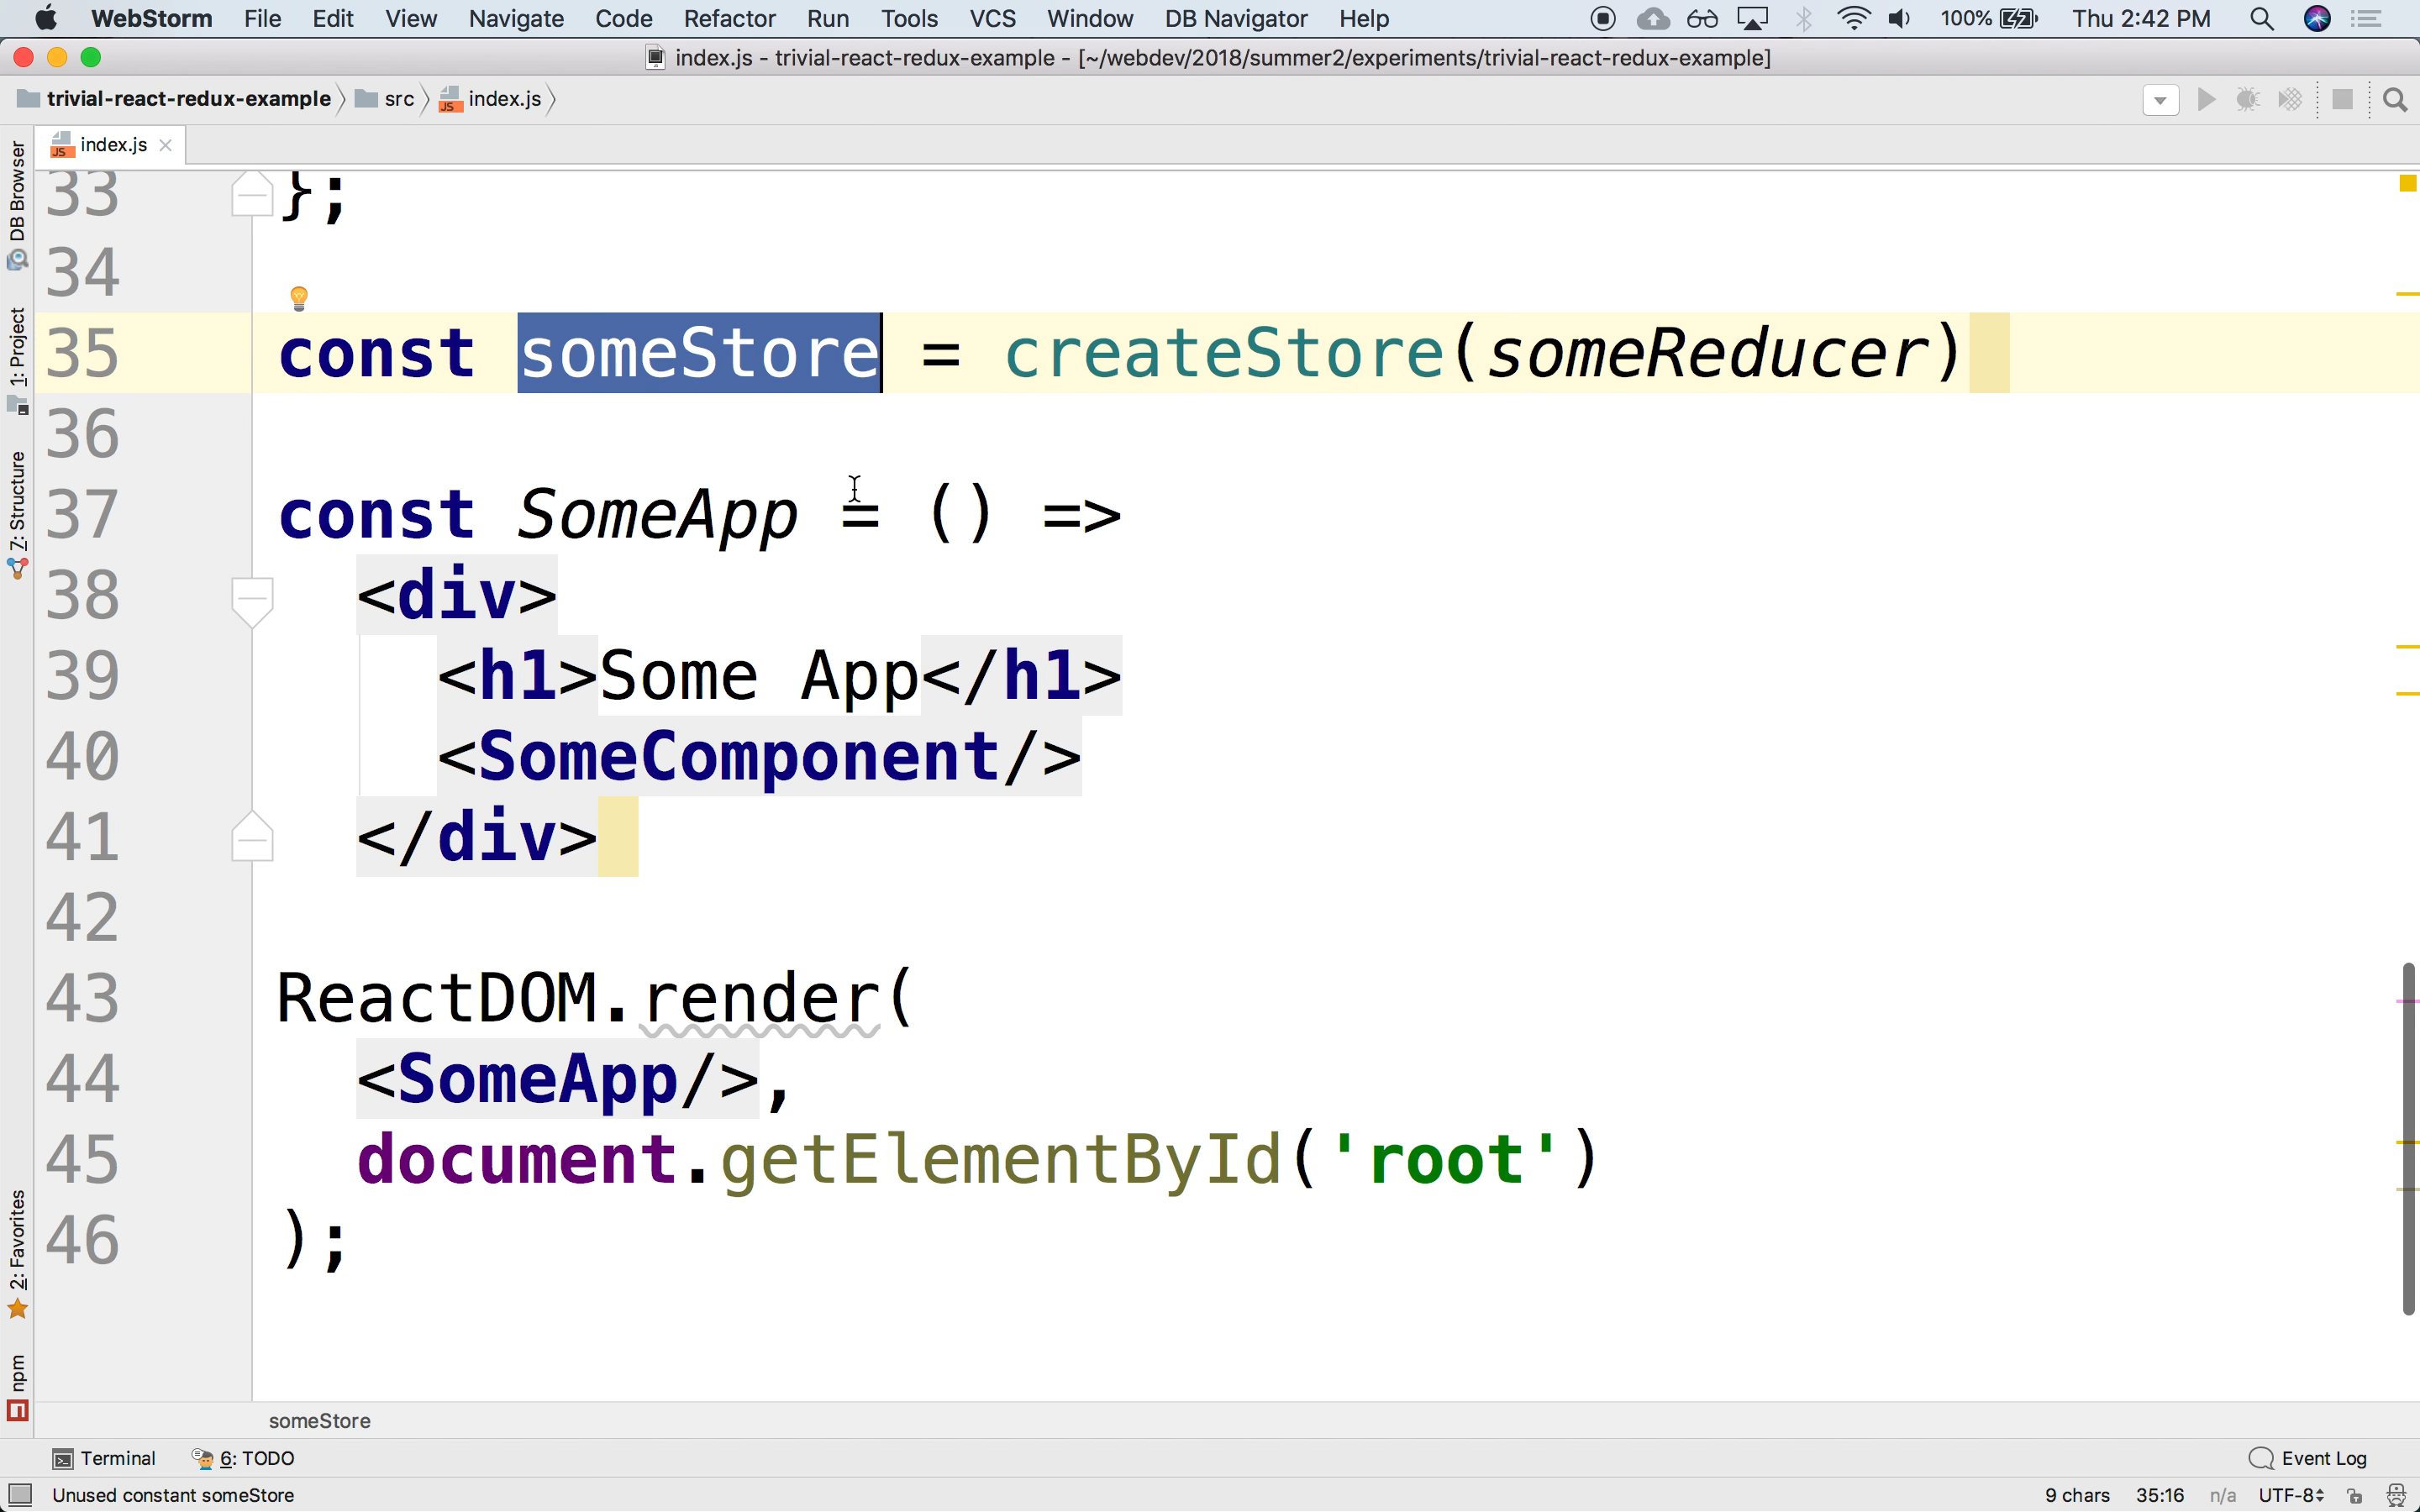 WebStorm File Edit View Navigate Code Refactor Run Tools VCS Window DB Navigator Help 100% Thu 2:42 PM
index.js - trivial-react-redux-example - [~/webdev/2018/summer2/experiments/trivial-react-redux-example]
trivial-react-redux-example src index.js
index.js
DB Browser
1: Project
7: Structure
2: Favorites
npm
33 };
34
35 const someStore = createStore(someReducer)
36
37 const SomeApp = () =>
38 <div>
39 <h1>Some App</h1>
40 <SomeComponent/>
41 </div>
42
43 ReactDOM.render(
44 <SomeApp/>,
45 document.getElementById('root')
46 );
someStore
Terminal 6: TODO Event Log
Unused constant someStore 9 chars 35:16 n/a UTF-8